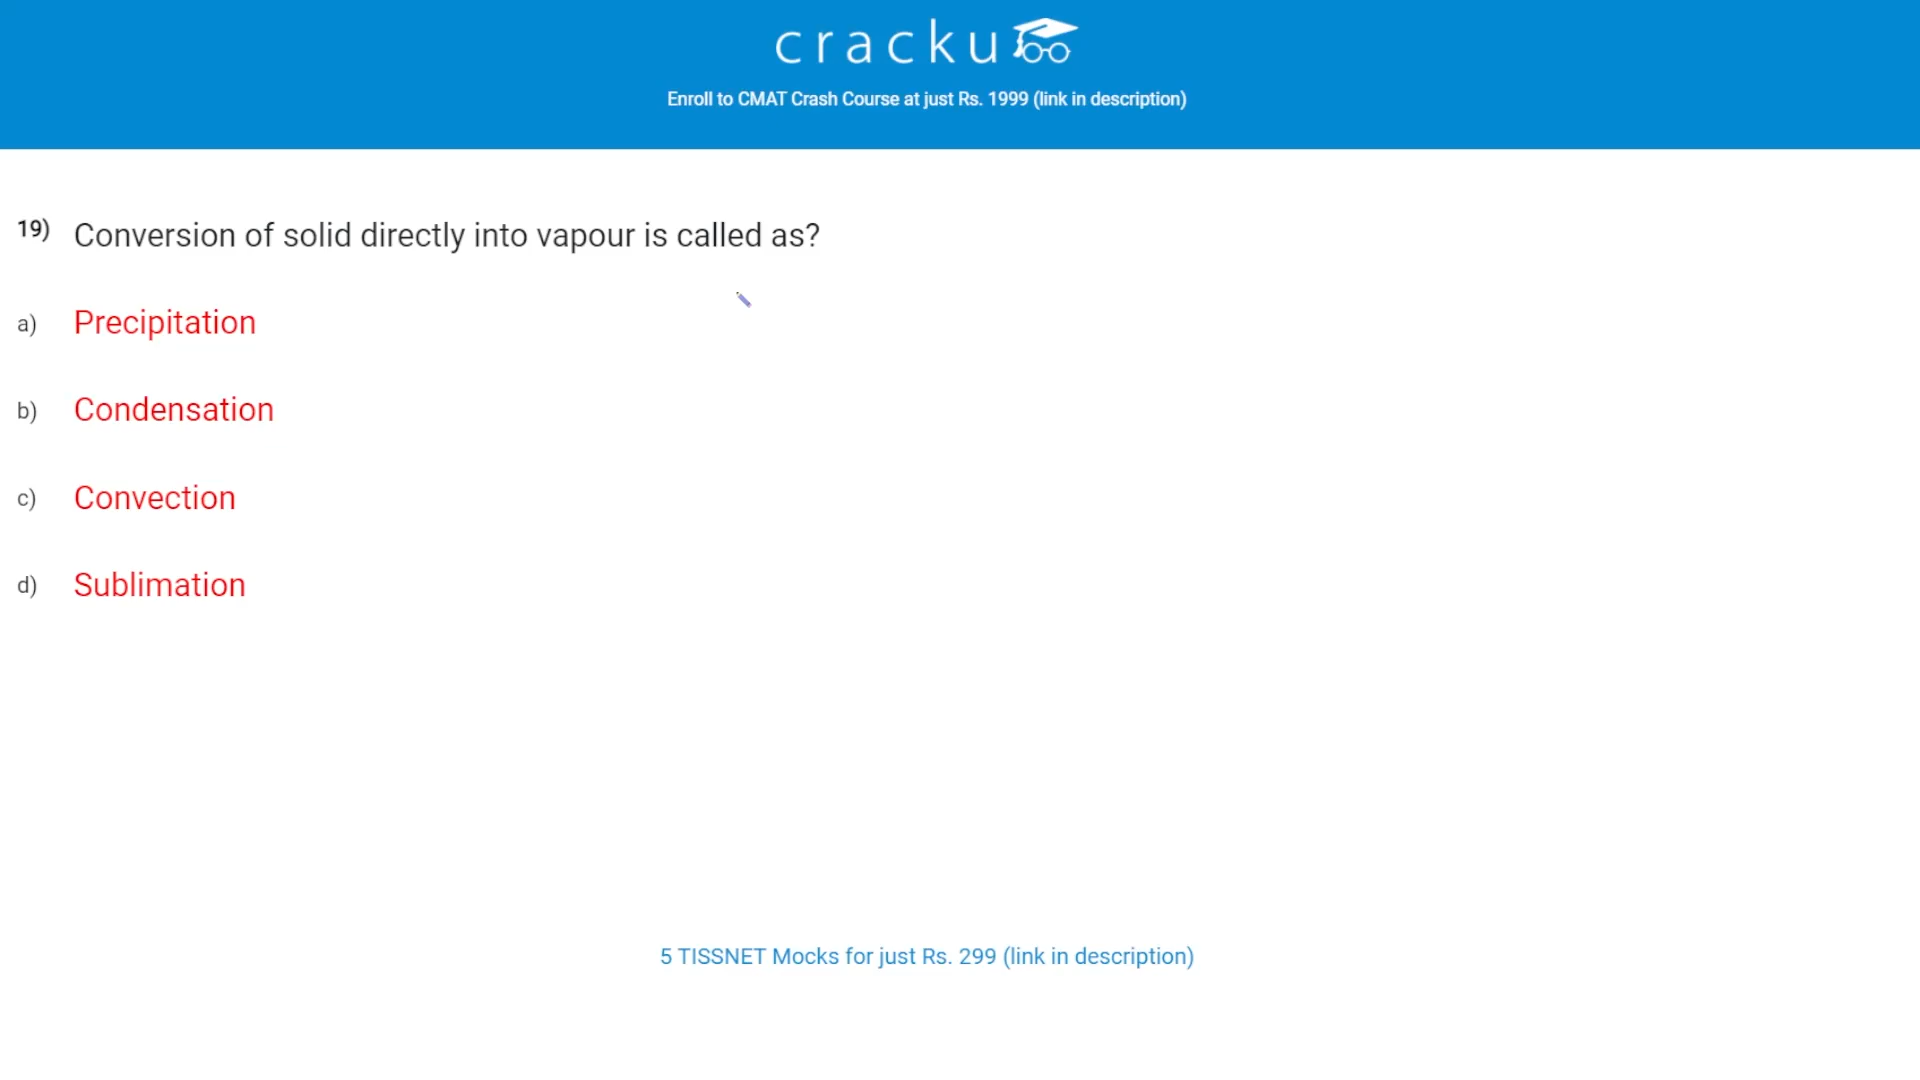 cracku
Enroll to CMAT Crash Course at just Rs. 1999 (link in description)
19) Conversion of solid directly into vapour is called as?
a) Precipitation
b) Condensation
c) Convection
d) Sublimation
5 TISSNET Mocks for just Rs. 299 (link in description)